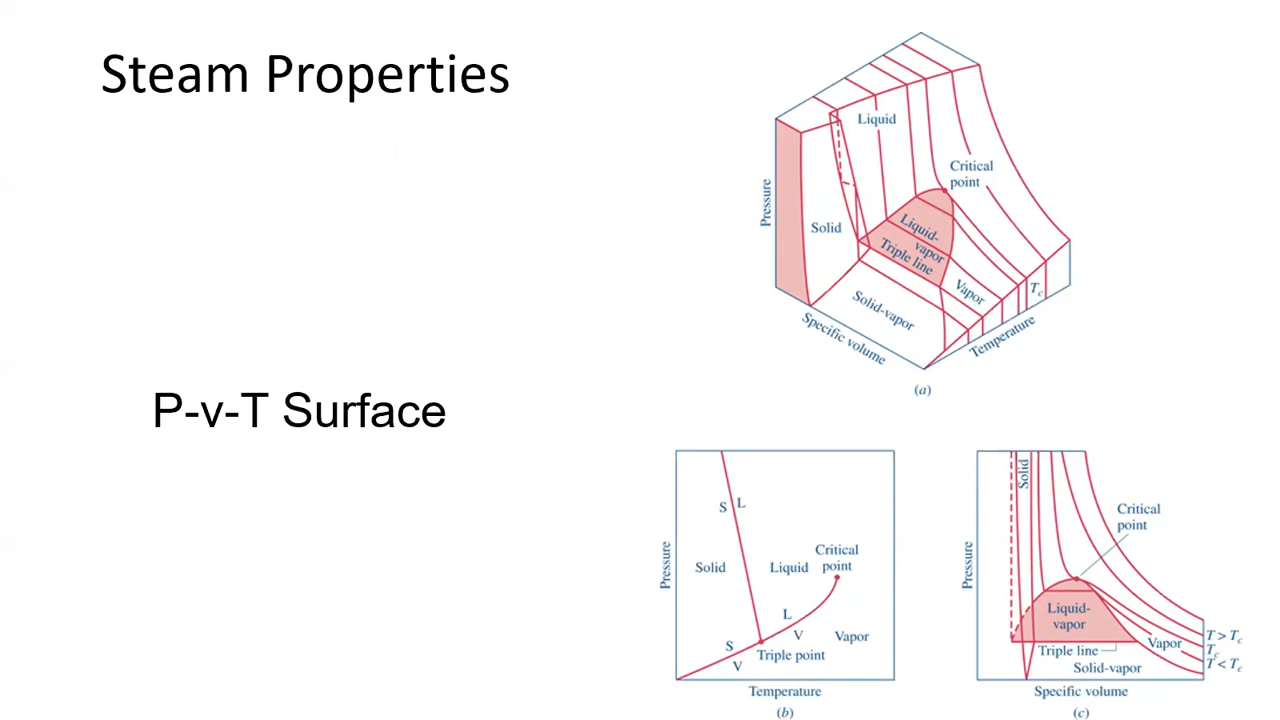 Steam Properties
P-v-T Surface
Liquid
Critical
point
Pressure
Solid
Liquid-
vapor
Triple line
Vapor
Tc
Solid-vapor
Specific volume
Temperature
(a)
Pressure
S
L
Solid
Liquid
Critical
point
L
V
Vapor
S
V
Triple point
Temperature
(b)
Pressure
Solid
Critical
point
Liquid-
vapor
Triple line
Vapor
Solid-vapor
T > Tc
Tc
T < Tc
Specific volume
(c)